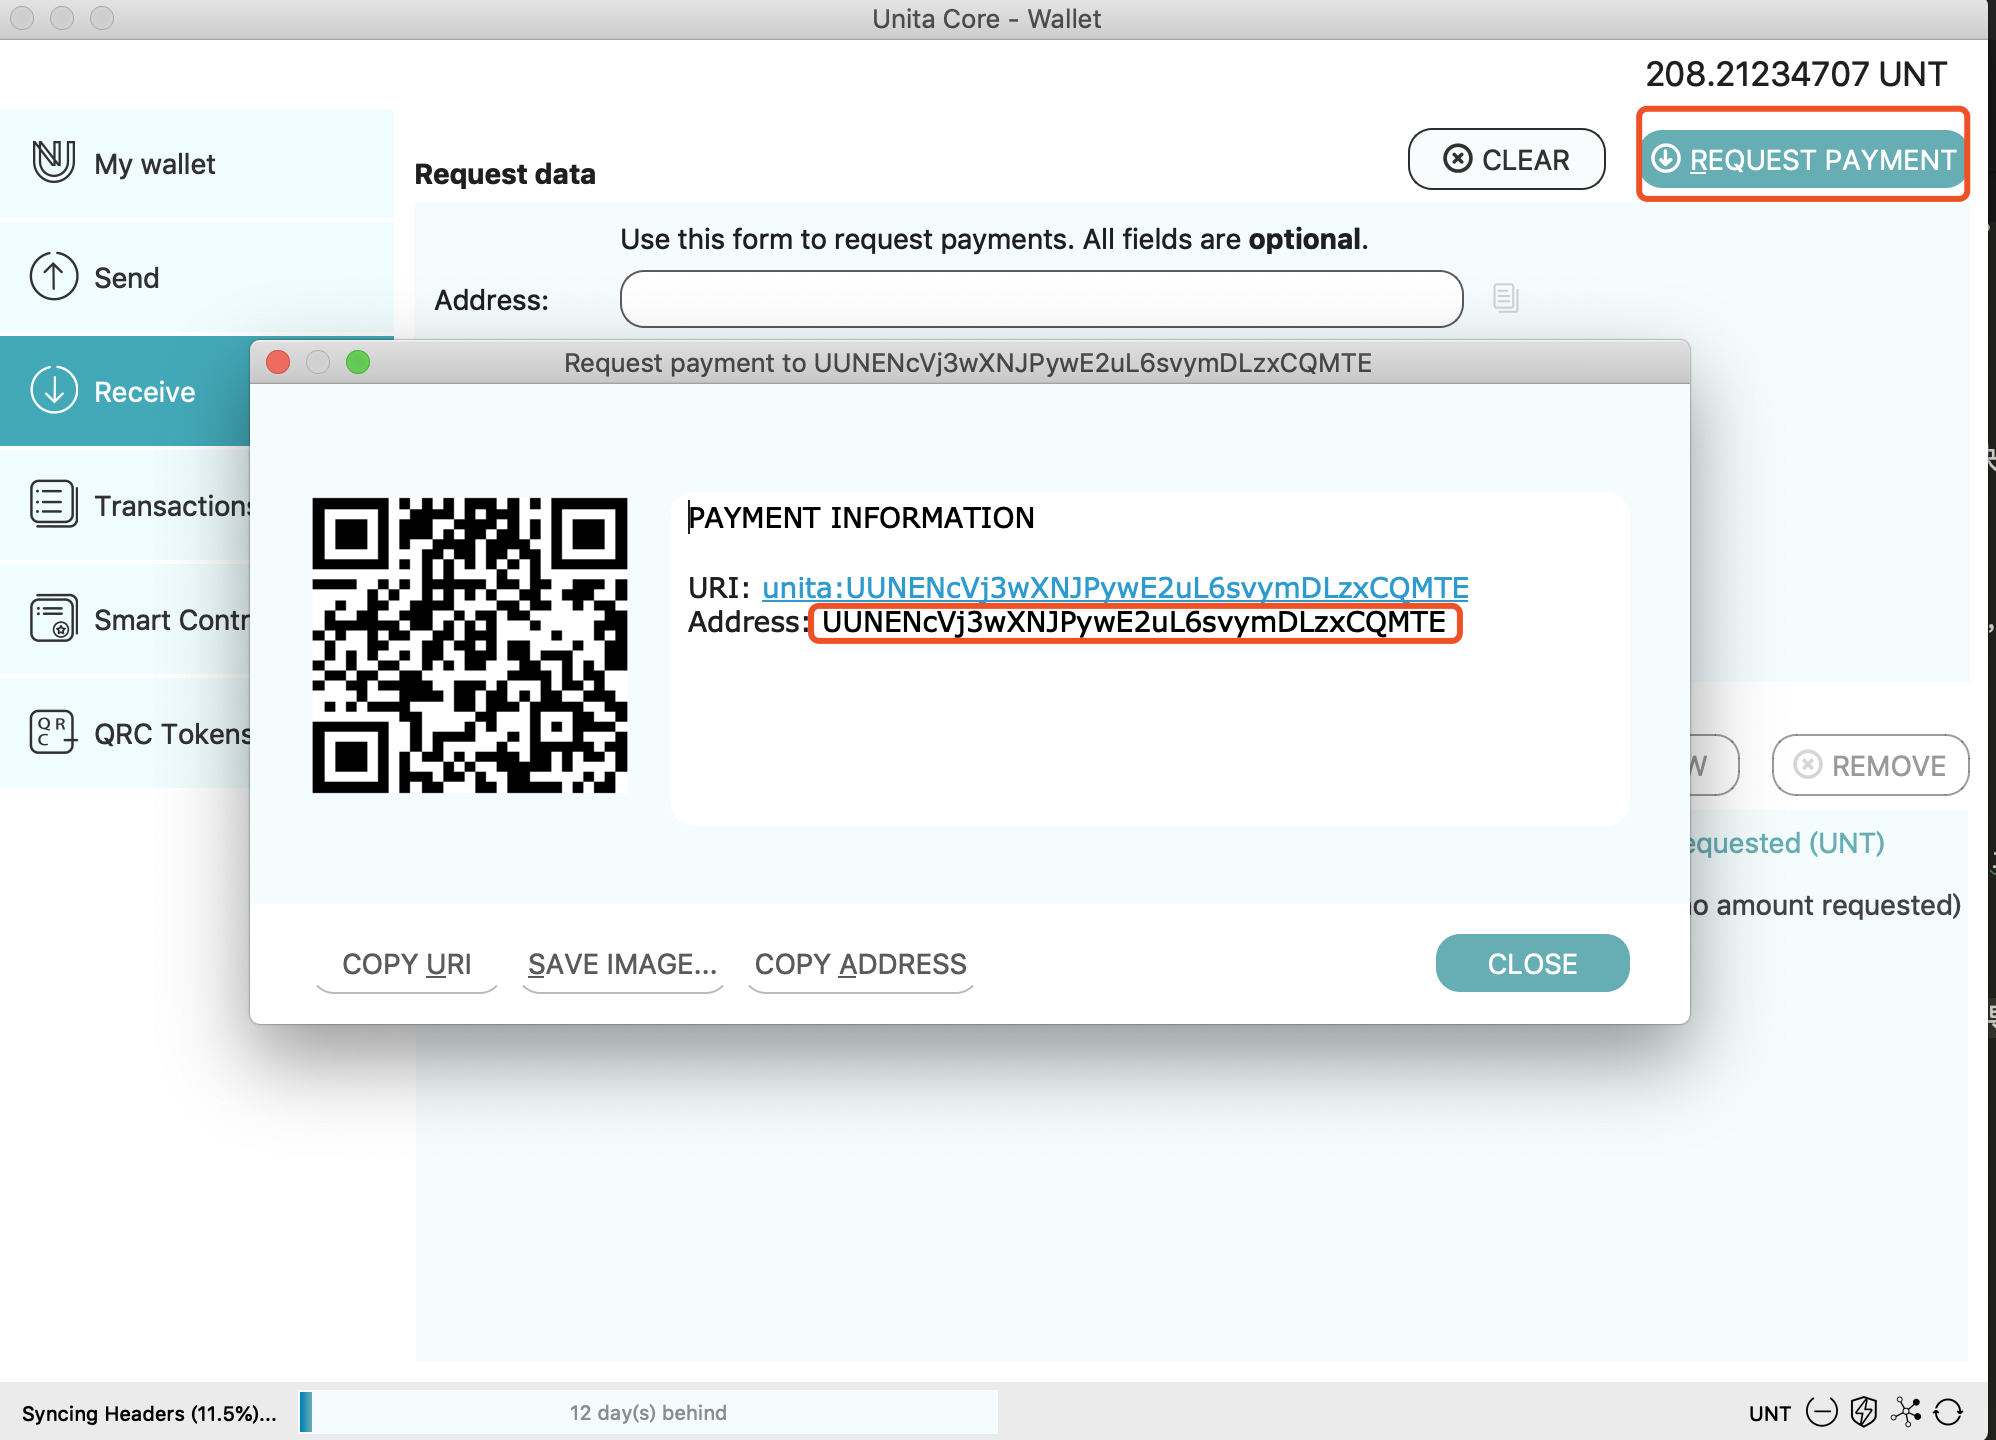 Unita Core - Wallet
208.21234707 UNT
My wallet
Send
Receive
Transactions
Smart Contr
QRC Tokens
Request data
CLEAR
REQUEST PAYMENT
Use this form to request payments. All fields are optional.
Address:
Request payment to UUNENcVj3wXNJPywE2uL6svymDLzxCQMTE
PAYMENT INFORMATION
URI: unita:UUNENcVj3wXNJPywE2uL6svymDLzxCQMTE
Address: UUNENcVj3wXNJPywE2uL6svymDLzxCQMTE
COPY URI
SAVE IMAGE...
COPY ADDRESS
CLOSE
W
REMOVE
equested (UNT)
o amount requested)
Syncing Headers (11.5%)...
12 day(s) behind
UNT